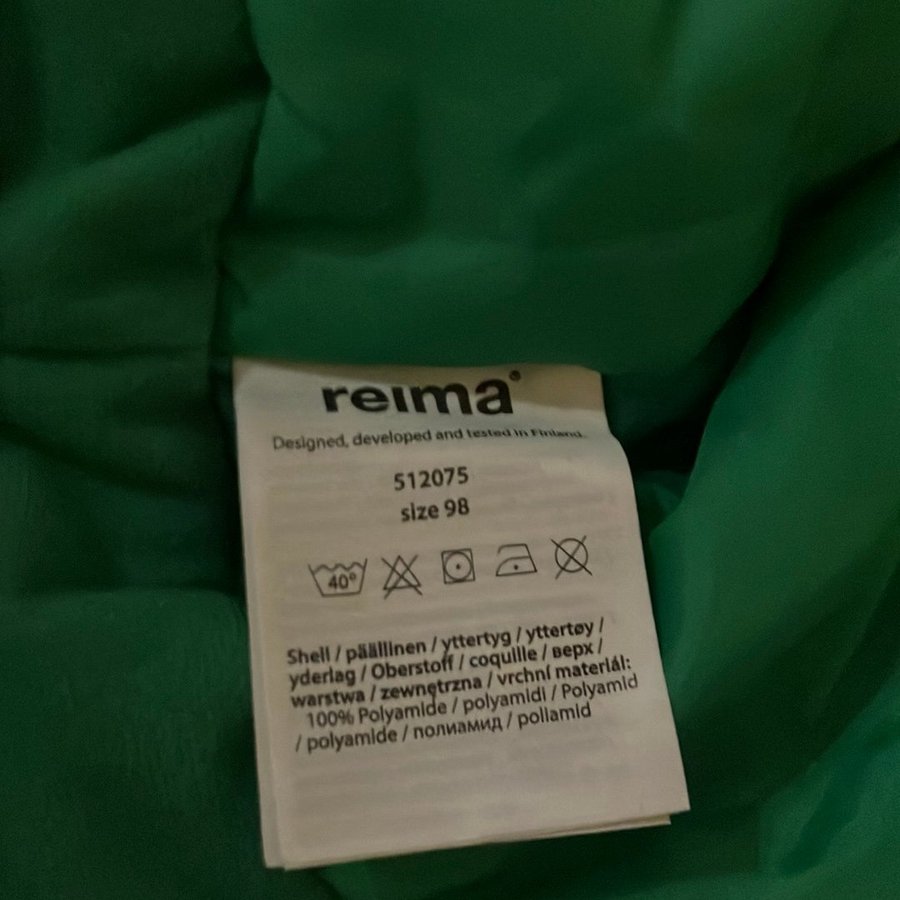 reima®
Designed, developed and tested in Finland.
512075
size 98
40°
Shell / päällinen / yttertyg / yttertøy /
yderlag / Oberstoff / coquille / верх /
warstwa / zewnętrzna / vrchní materiál:
100% Polyamide / polyamidi / Polyamid
/ polyamide / полиамид / poliamid